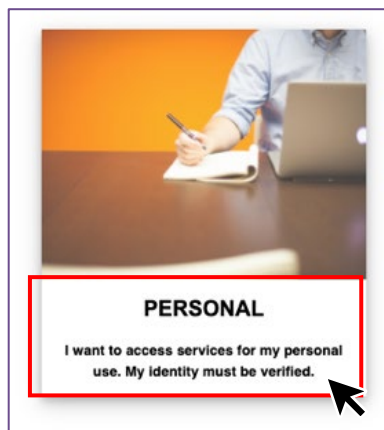 PERSONAL
I want to access services for my personal
use. My identity must be verified.